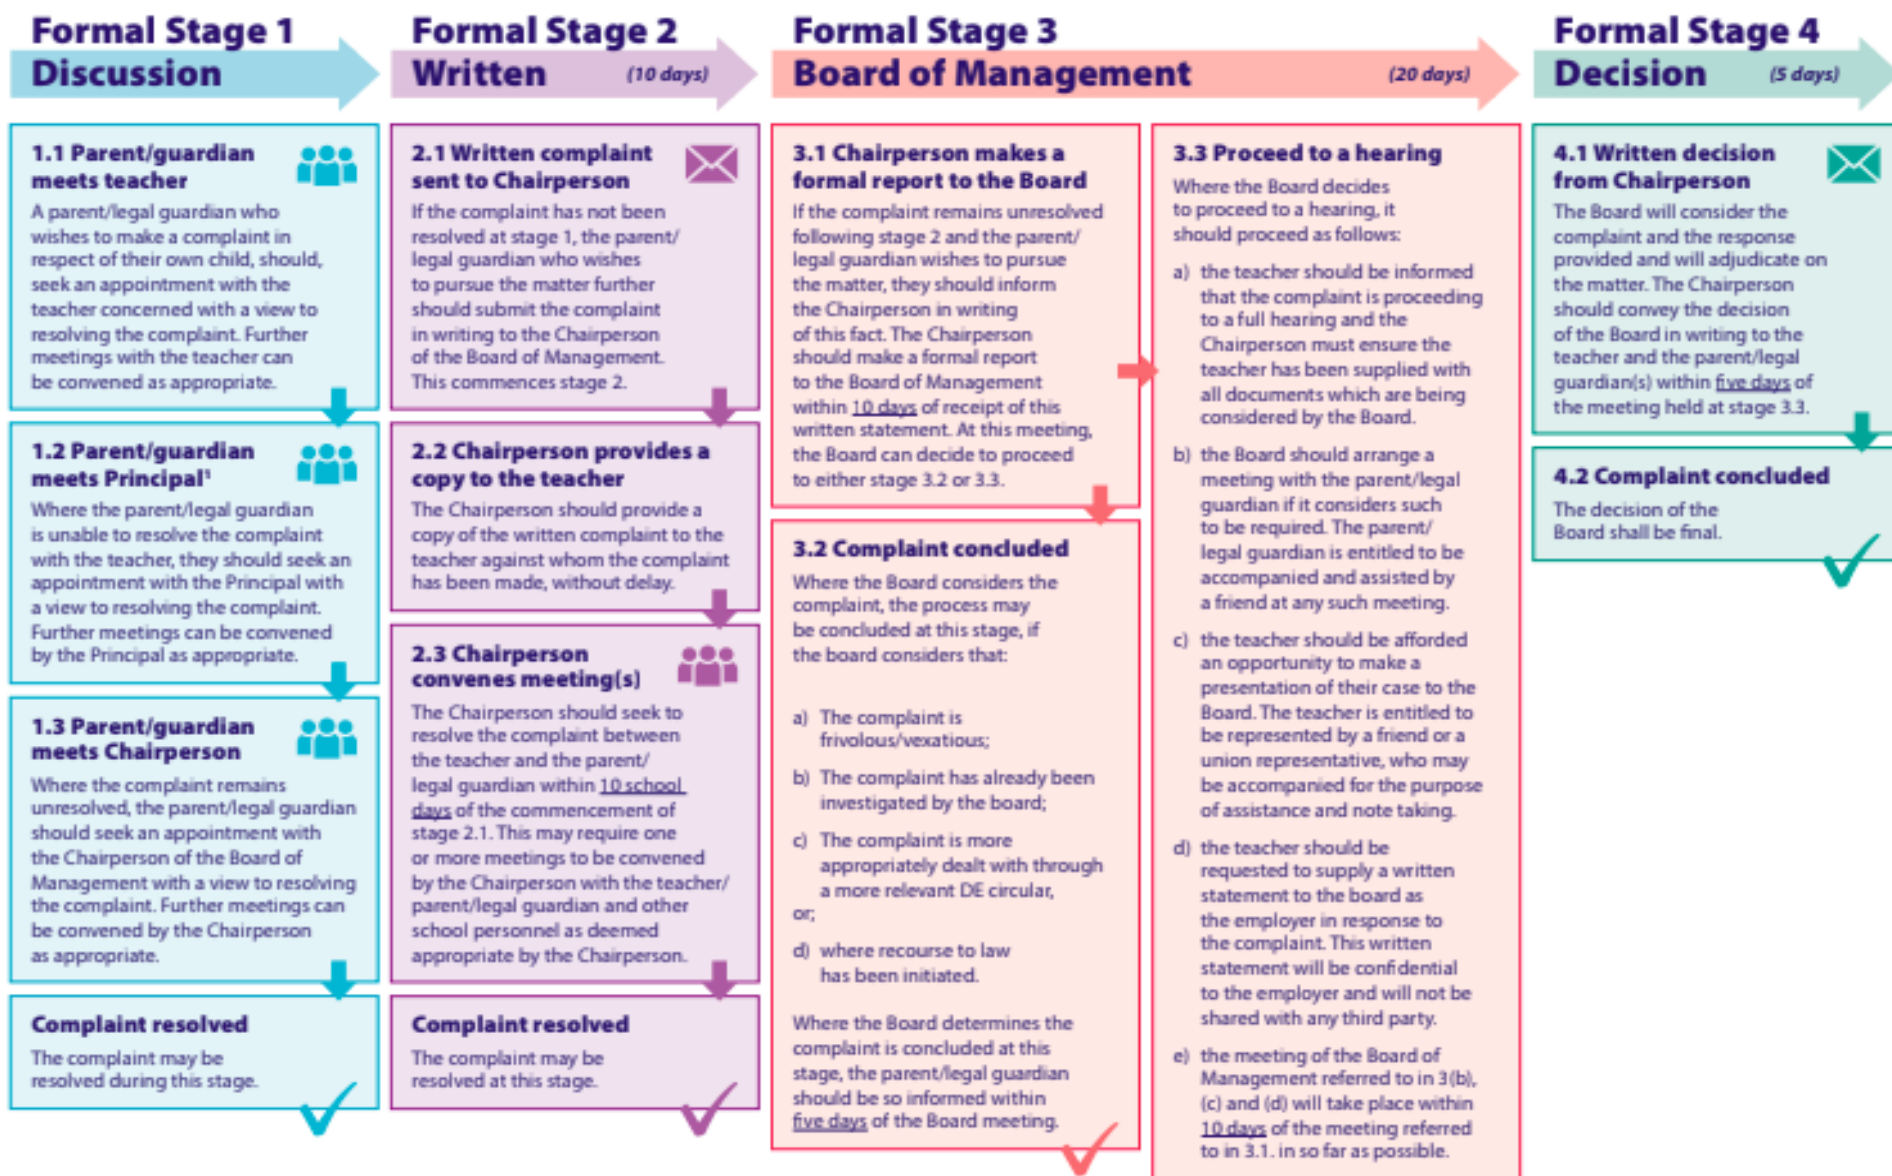 Formal Stage 1
Discussion
1.1 Parent/guardian
meets teacher
A parent/legal guardian who
wishes to make a complaint in
respect of their own child, should,
seek an appointment with the
teacher concerned with a view to
resolving the complaint. Further
meetings with the teacher can
be convened as appropriate.
1.2 Parent/guardian
meets Principal¹
Where the parent/legal guardian
is unable to resolve the complaint
with the teacher, they should seek an
appointment with the Principal with
a view to resolving the complaint.
Further meetings can be convened
by the Principal as appropriate.
1.3 Parent/guardian
meets Chairperson
Where the complaint remains
unresolved, the parent/legal guardian
should seek an appointment with
the Chairperson of the Board of
Management with a view to resolving
the complaint. Further meetings can
be convened by the Chairperson
as appropriate.
Complaint resolved
The complaint may be
resolved during this stage.
Formal Stage 2
Written (10 days)
2.1 Written complaint
sent to Chairperson
If the complaint has not been
resolved at stage 1, the parent/
legal guardian who wishes
to pursue the matter further
should submit the complaint
in writing to the Chairperson
of the Board of Management.
This commences stage 2.
2.2 Chairperson provides a
copy to the teacher
The Chairperson should provide a
copy of the written complaint to the
teacher against whom the complaint
has been made, without delay.
2.3 Chairperson
convenes meeting(s)
The Chairperson should seek to
resolve the complaint between
the teacher and the parent/
legal guardian within 10 school
days of the commencement of
stage 2.1. This may require one
or more meetings to be convened
by the Chairperson with the teacher/
parent/legal guardian and other
school personnel as deemed
appropriate by the Chairperson.
Complaint resolved
The complaint may be
resolved at this stage.
Formal Stage 3
Board of Management (20 days)
3.1 Chairperson makes a
formal report to the Board
If the complaint remains unresolved
following stage 2 and the parent/
legal guardian wishes to pursue
the matter, they should inform
the Chairperson in writing
of this fact. The Chairperson
should make a formal report
to the Board of Management
within 10 days of receipt of this
written statement. At this meeting,
the Board can decide to proceed
to either stage 3.2 or 3.3.
3.2 Complaint concluded
Where the Board considers the
complaint, the process may
be concluded at this stage, if
the board considers that:
a) The complaint is
frivolous/vexatious;
b) The complaint has already been
investigated by the board;
c) The complaint is more
appropriately dealt with through
a more relevant DE circular,
or;
d) where recourse to law
has been initiated.
Where the Board determines the
complaint is concluded at this
stage, the parent/legal guardian
should be so informed within
five days of the Board meeting.
3.3 Proceed to a hearing
Where the Board decides
to proceed to a hearing, it
should proceed as follows:
a) the teacher should be informed
that the complaint is proceeding
to a full hearing and the
Chairperson must ensure the
teacher has been supplied with
all documents which are being
considered by the Board.
b) the Board should arrange a
meeting with the parent/legal
guardian if it considers such
to be required. The parent/
legal guardian is entitled to be
accompanied and assisted by
a friend at any such meeting.
c) the teacher should be afforded
an opportunity to make a
presentation of their case to the
Board. The teacher is entitled to
be represented by a friend or a
union representative, who may
be accompanied for the purpose
of assistance and note taking.
d) the teacher should be
requested to supply a written
statement to the board as
the employer in response to
the complaint. This written
statement will be confidential
to the employer and will not be
shared with any third party.
e) the meeting of the Board of
Management referred to in 3(b),
(c) and (d) will take place within
10 days of the meeting referred
to in 3.1. in so far as possible.
Formal Stage 4
Decision (5 days)
4.1 Written decision
from Chairperson
The Board will consider the
complaint and the response
provided and will adjudicate on
the matter. The Chairperson
should convey the decision
of the Board in writing to the
teacher and the parent/legal
guardian(s) within five days of
the meeting held at stage 3.3.
4.2 Complaint concluded
The decision of the
Board shall be final.